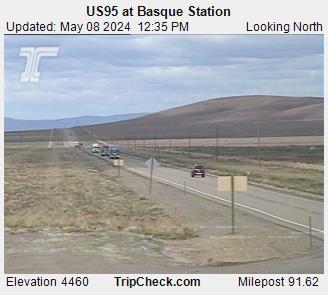 US95 at Basque Station
Updated: May 08 2024 12:35 PM Looking North
Elevation 4460 TripCheck.com Milepost 91.62